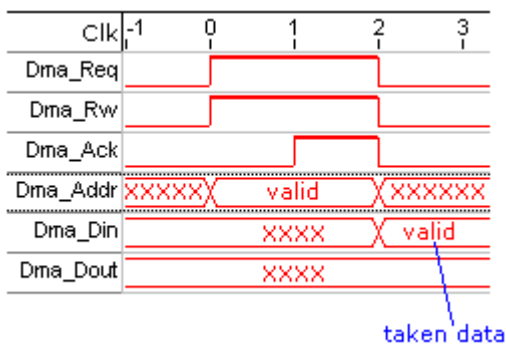 Clk -1 0 1 2 3
Dma_Req
Dma_Rw
Dma_Ack
Dma_Addr XXXXX valid XXXXXX
Dma_Din XXXX valid
Dma_Dout XXXX
taken data